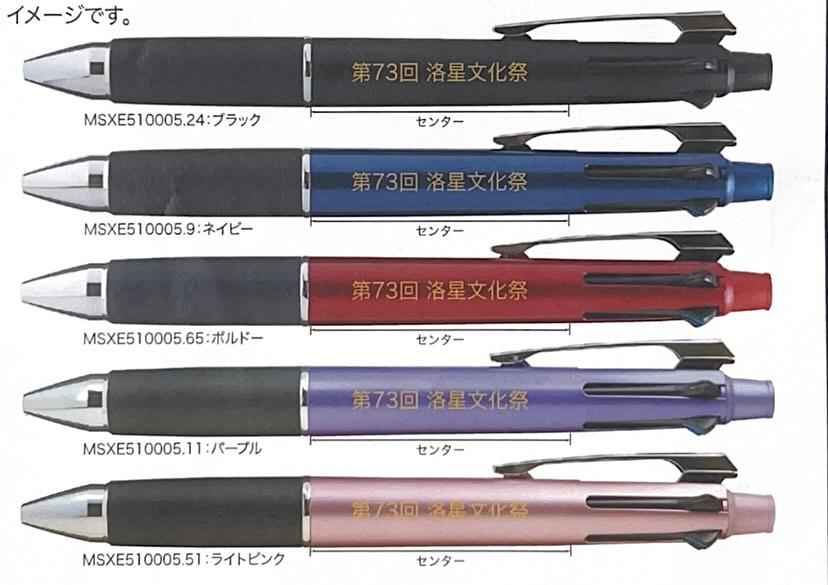 イメージです。
第73回 洛星文化祭
MSXE510005.24：ブラック
センター
第73回 洛星文化祭
MSXE510005.9：ネイビー
センター
第73回 洛星文化祭
MSXE510005.65：ボルドー
センター
第73回 洛星文化祭
MSXE510005.11：パープル
センター
第73回 洛星文化祭
MSXE510005.51：ライトピンク
センター